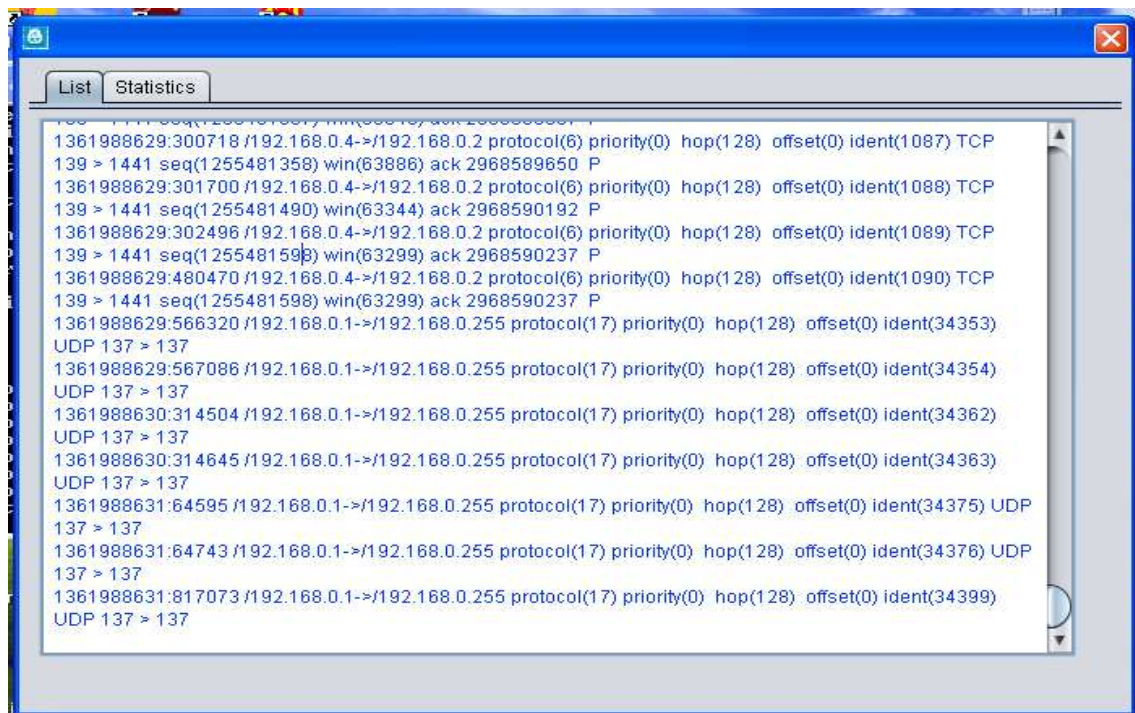 List Statistics
1361988629:300718 /192.168.0.4->/192.168.0.2 protocol(6) priority(0) hop(128) offset(0) ident(1087) TCP
139 > 1441 seq(1255481358) win(63886) ack 2968589650 P
1361988629:301700 /192.168.0.4->/192.168.0.2 protocol(6) priority(0) hop(128) offset(0) ident(1088) TCP
139 > 1441 seq(1255481490) win(63344) ack 2968590192 P
1361988629:302496 /192.168.0.4->/192.168.0.2 protocol(6) priority(0) hop(128) offset(0) ident(1089) TCP
139 > 1441 seq(1255481598) win(63299) ack 2968590237 P
1361988629:480470 /192.168.0.4->/192.168.0.2 protocol(6) priority(0) hop(128) offset(0) ident(1090) TCP
139 > 1441 seq(1255481598) win(63299) ack 2968590237 P
1361988629:566320 /192.168.0.1->/192.168.0.255 protocol(17) priority(0) hop(128) offset(0) ident(34353)
UDP 137 > 137
1361988629:567086 /192.168.0.1->/192.168.0.255 protocol(17) priority(0) hop(128) offset(0) ident(34354)
UDP 137 > 137
1361988630:314504 /192.168.0.1->/192.168.0.255 protocol(17) priority(0) hop(128) offset(0) ident(34362)
UDP 137 > 137
1361988630:314645 /192.168.0.1->/192.168.0.255 protocol(17) priority(0) hop(128) offset(0) ident(34363)
UDP 137 > 137
1361988631:64595 /192.168.0.1->/192.168.0.255 protocol(17) priority(0) hop(128) offset(0) ident(34375) UDP
137 > 137
1361988631:64743 /192.168.0.1->/192.168.0.255 protocol(17) priority(0) hop(128) offset(0) ident(34376) UDP
137 > 137
1361988631:817073 /192.168.0.1->/192.168.0.255 protocol(17) priority(0) hop(128) offset(0) ident(34399)
UDP 137 > 137